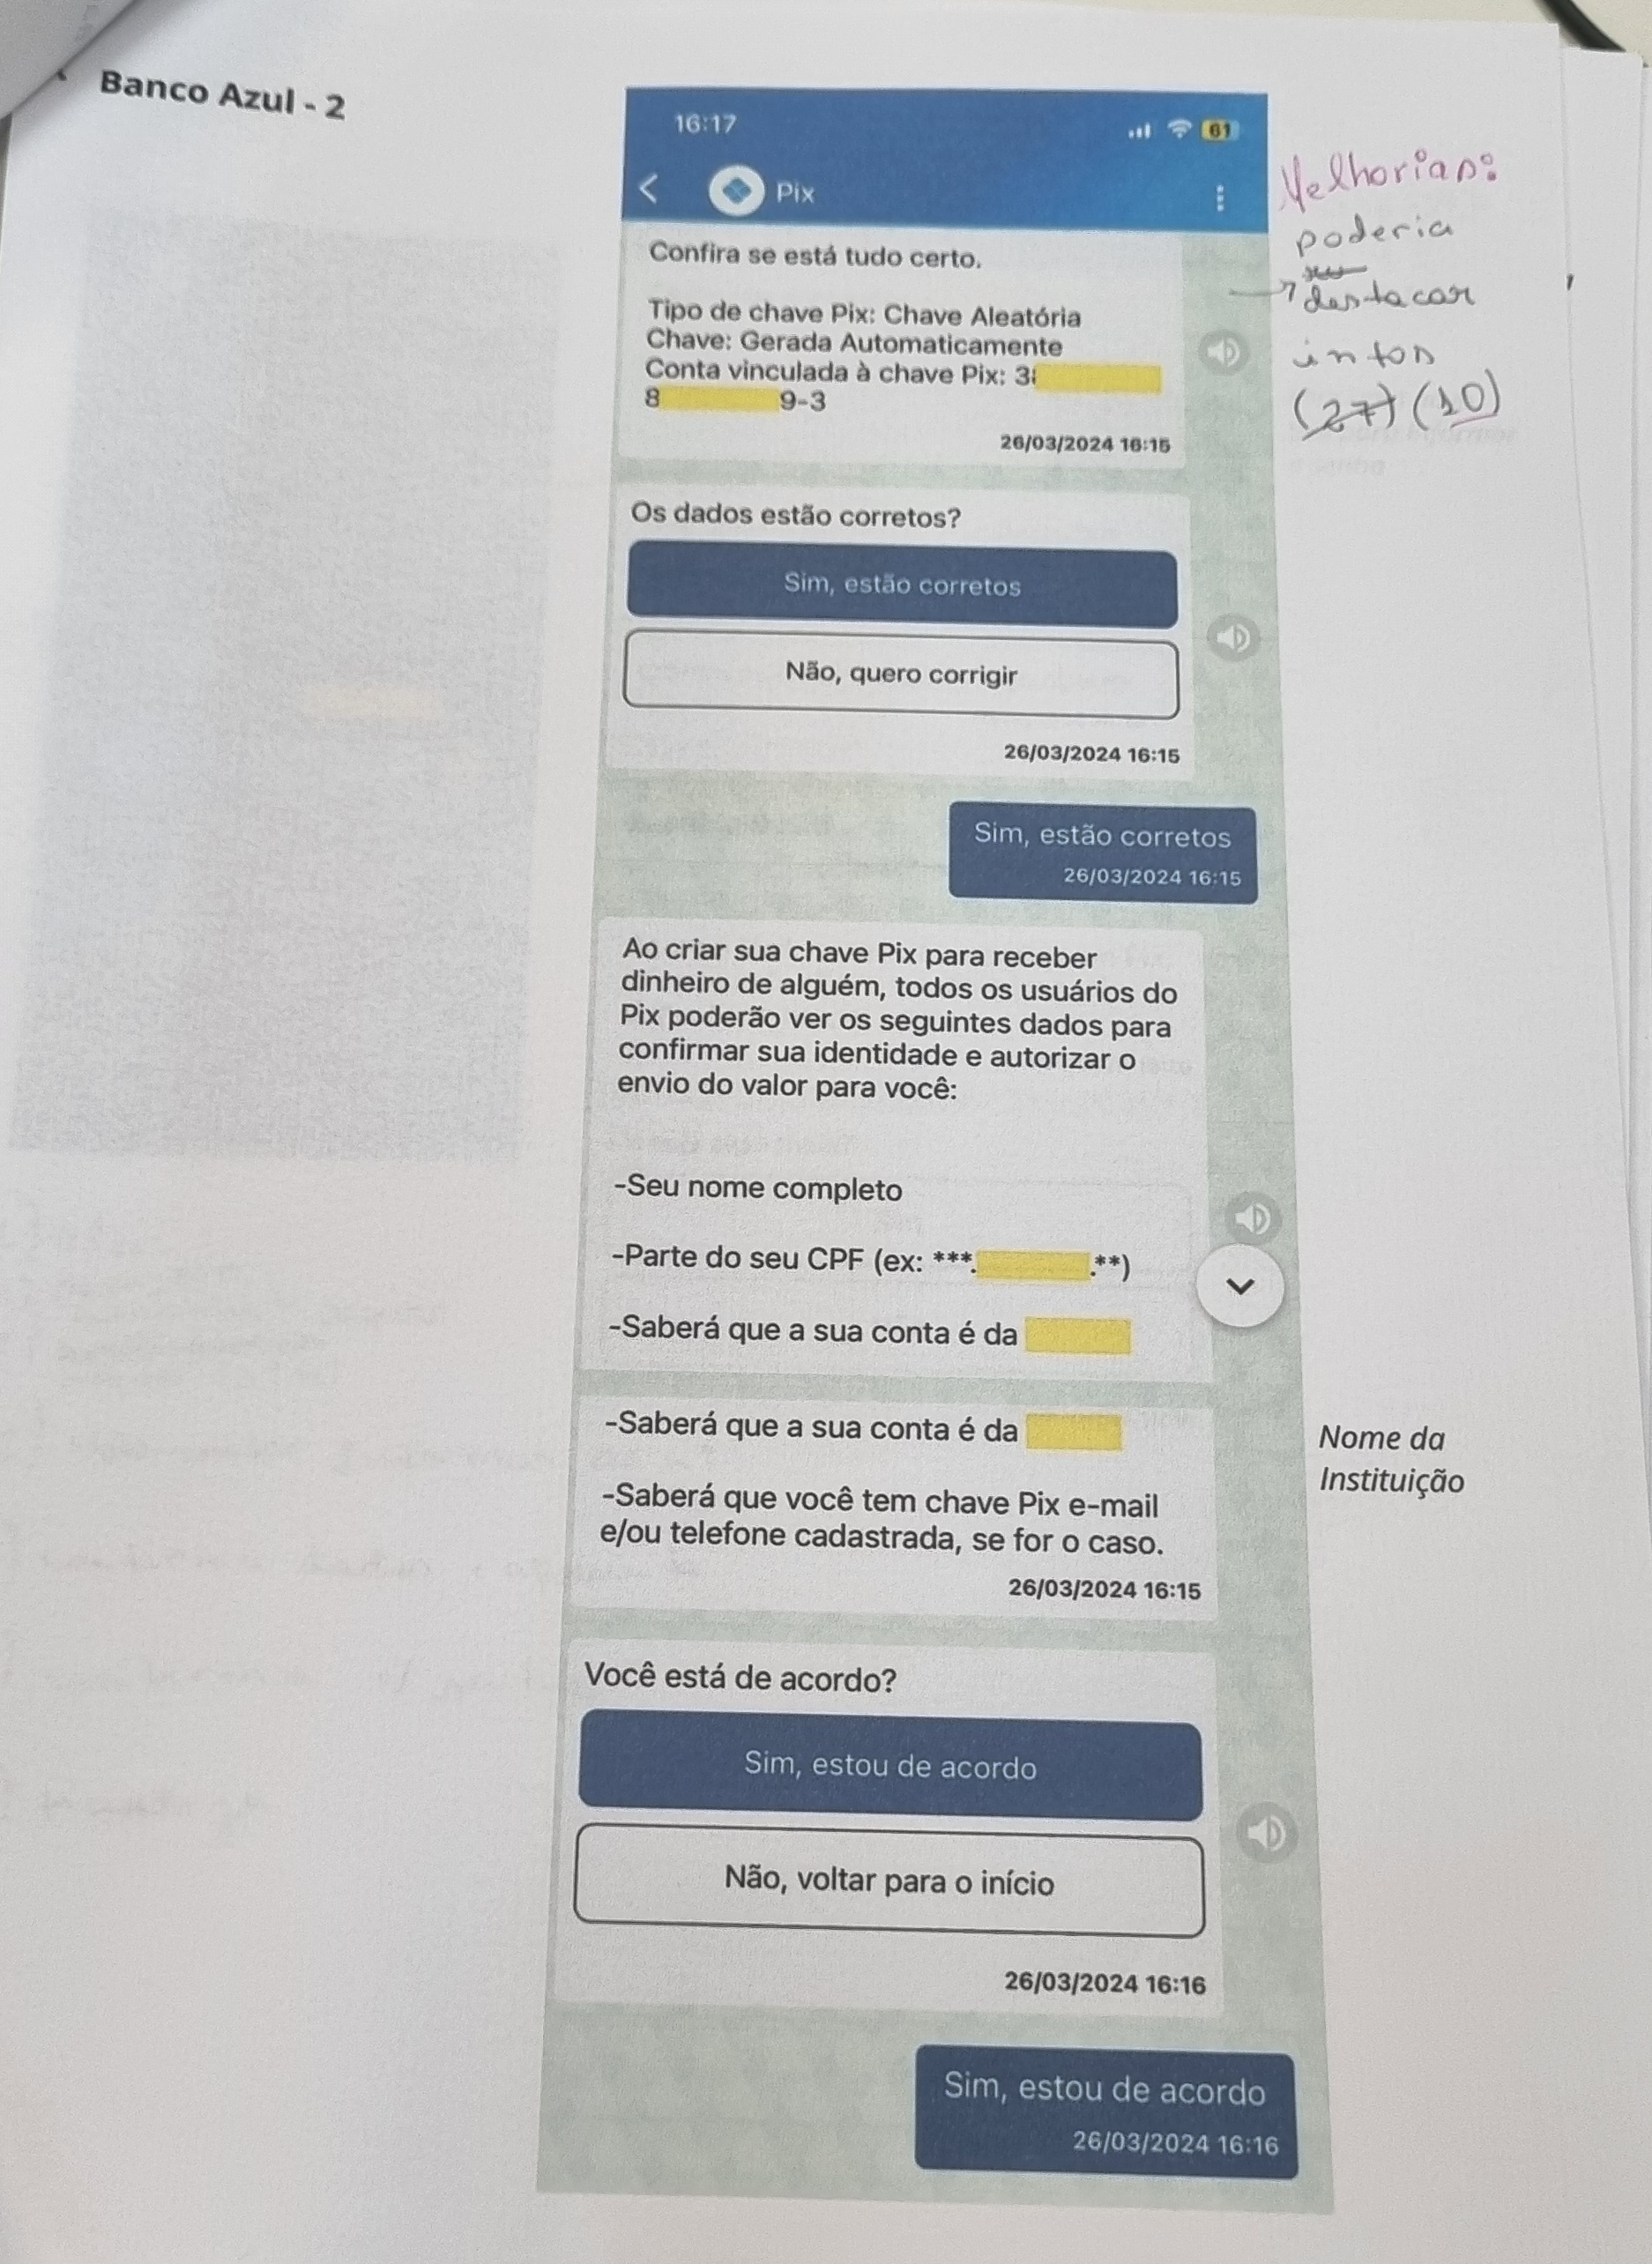 Banco Azul - 2
16:17
61
Pix
Melhorias:
poderia
destacar
intos
(27) (10)
Confira se está tudo certo.
Tipo de chave Pix: Chave Aleatória
Chave: Gerada Automaticamente
Conta vinculada à chave Pix: 3
8 9-3
26/03/2024 16:15
Os dados estão corretos?
Sim, estão corretos
Não, quero corrigir
26/03/2024 16:15
Sim, estão corretos
26/03/2024 16:15
Ao criar sua chave Pix para receber
dinheiro de alguém, todos os usuários do
Pix poderão ver os seguintes dados para
confirmar sua identidade e autorizar o
envio do valor para você:
-Seu nome completo
-Parte do seu CPF (ex: ***. .**)
-Saberá que a sua conta é da
-Saberá que a sua conta é da
Nome da
Instituição
-Saberá que você tem chave Pix e-mail
e/ou telefone cadastrada, se for o caso.
26/03/2024 16:15
Você está de acordo?
Sim, estou de acordo
Não, voltar para o início
26/03/2024 16:16
Sim, estou de acordo
26/03/2024 16:16